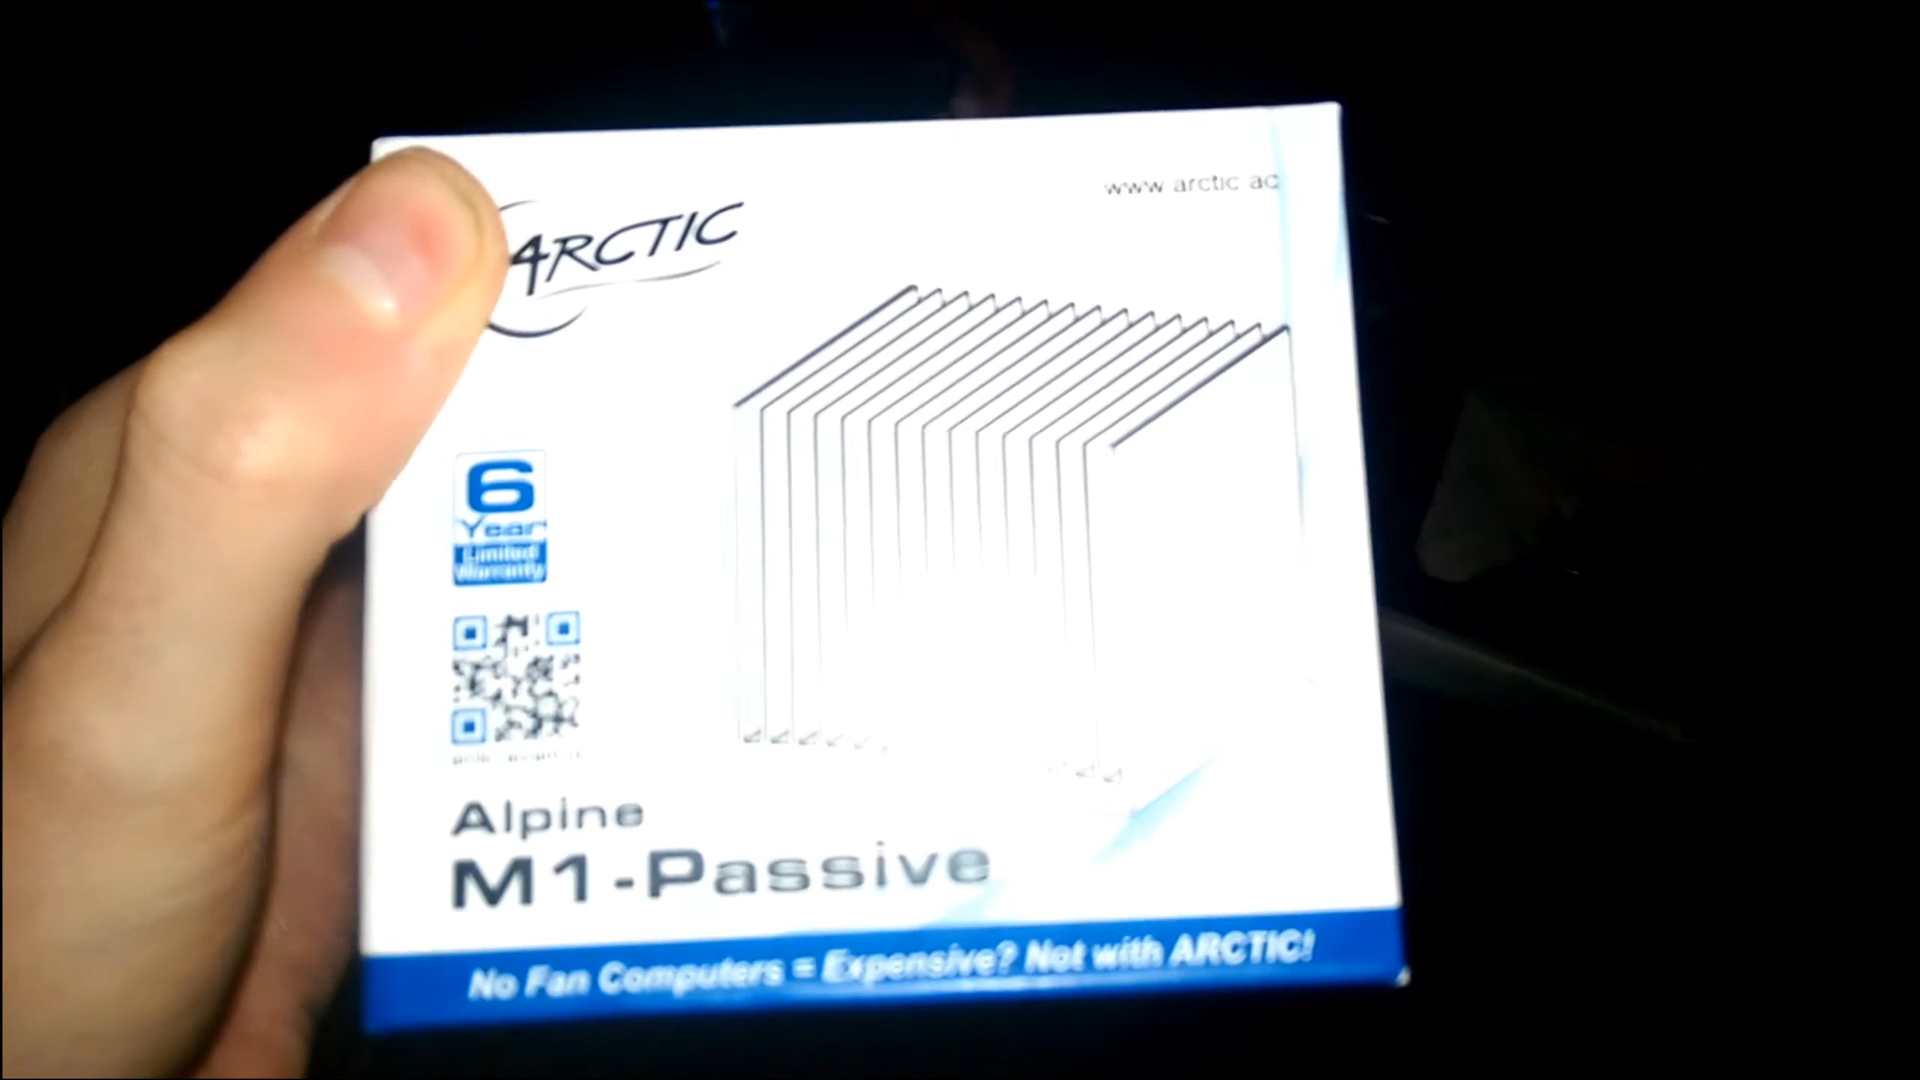 ARCTIC
www.arctic.ac
6
Year
Limited
Warranty
Alpine
M1-Passive
No Fan Computers = Expensive? Not with ARCTIC!